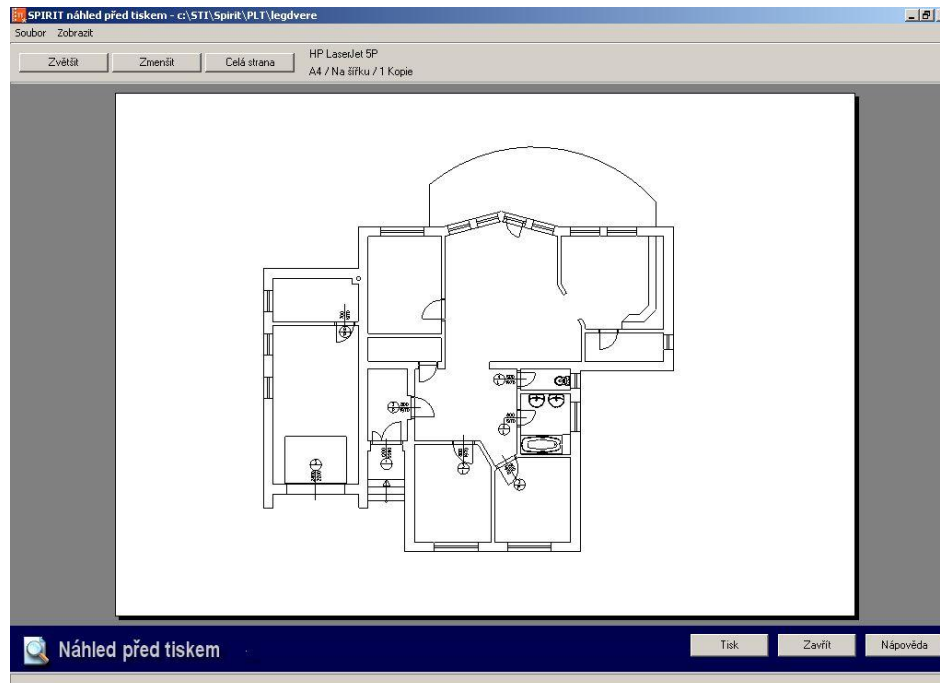 SPIRIT náhled před tiskem - c:\STI\Spirit\PLT\legdvere
Soubor Zobrazit
Zvětšit Zmenšit Celá strana
HP LaserJet 5P
A4 / Na šířku / 1 Kopie
Náhled před tiskem
Tisk Zavřít Nápověda